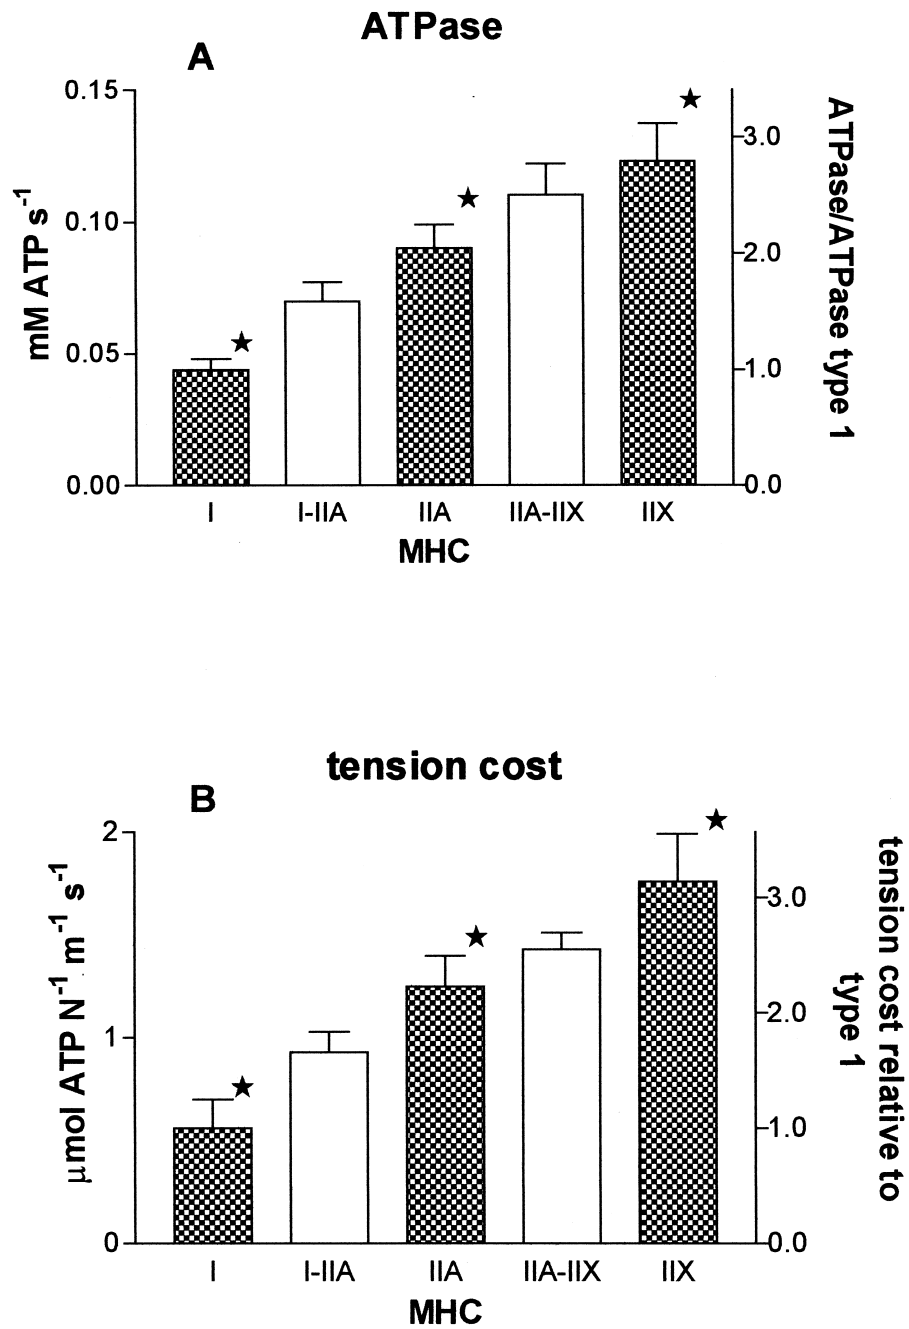 ATPase
A
mM ATP s-1
0.15
0.10
0.05
0.00
3.0
2.0
1.0
0.0
ATPase/ATPase type 1
I
I-IIA
IIA
IIA-IIX
IIX
MHC
tension cost
B
μmol ATP N-1 m-1 s-1
2
1
0
3.0
2.0
1.0
0.0
tension cost relative to
type 1
I
I-IIA
IIA
IIA-IIX
IIX
MHC